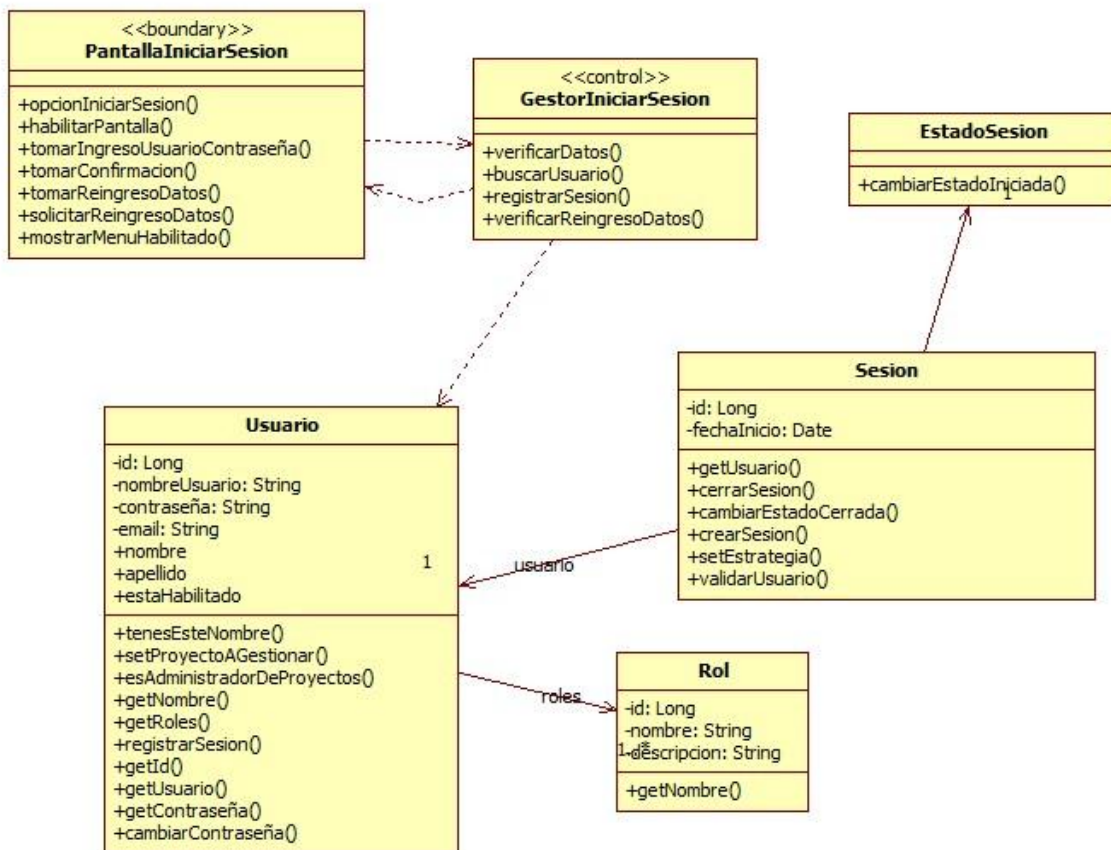 <<boundary>>
PantallaIniciarSesion
+opcionIniciarSesion()
+habilitarPantalla()
+tomarIngresoUsuarioContraseña()
+tomarConfirmacion()
+tomarReingresoDatos()
+solicitarReingresoDatos()
+mostrarMenuHabilitado()
<<control>>
GestorIniciarSesion
+verificarDatos()
+buscarUsuario()
+registrarSesion()
+verificarReingresoDatos()
EstadoSesion
+cambiarEstadoIniciada()
1
Sesion
-id: Long
-fechaInicio: Date
+getUsuario()
+cerrarSesion()
+cambiarEstadoCerrada()
+crearSesion()
+setEstrategia()
+validarUsuario()
Usuario
-id: Long
-nombreUsuario: String
-contraseña: String
-email: String
+nombre
+apellido
+estaHabilitado
+tenesEsteNombre()
+setProyectoAGestionar()
+esAdministradorDeProyectos()
+getNombre()
+getRoles()
+registrarSesion()
+getId()
+getUsuario()
+getContraseña()
+cambiarContraseña()
1
usuario
roles
Rol
-id: Long
-nombre: String
-descripcion: String
1..*
+getNombre()